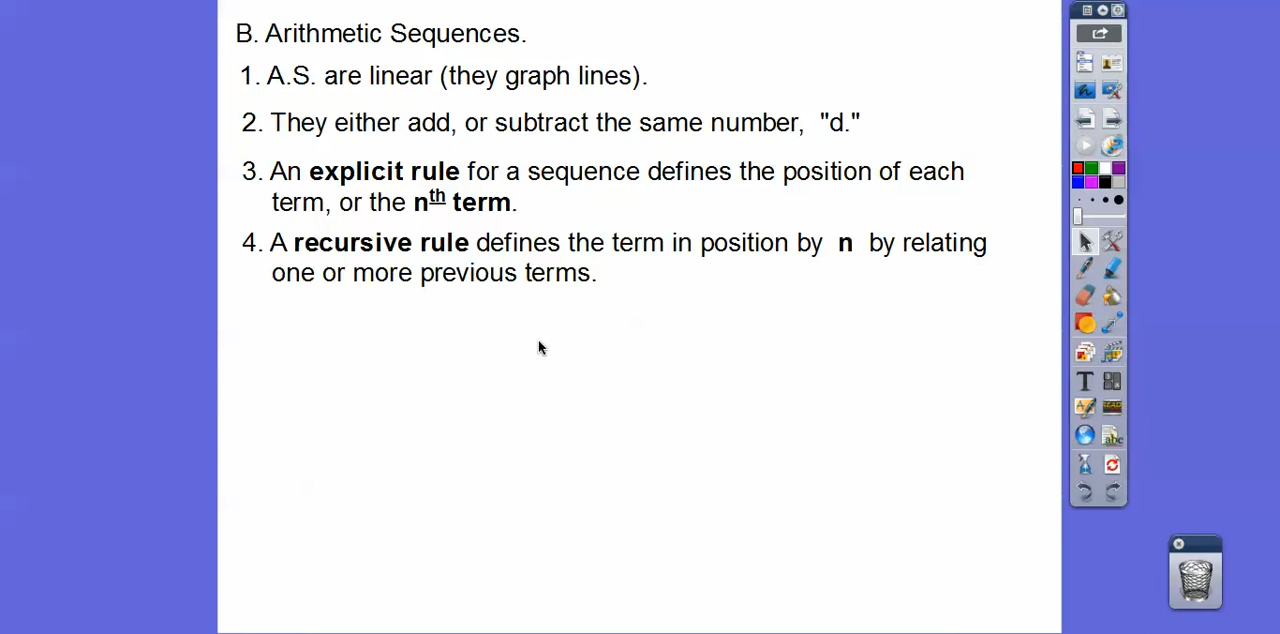 B. Arithmetic Sequences.
1. A.S. are linear (they graph lines).
2. They either add, or subtract the same number, "d."
3. An explicit rule for a sequence defines the position of each
term, or the nth term.
4. A recursive rule defines the term in position by n by relating
one or more previous terms.